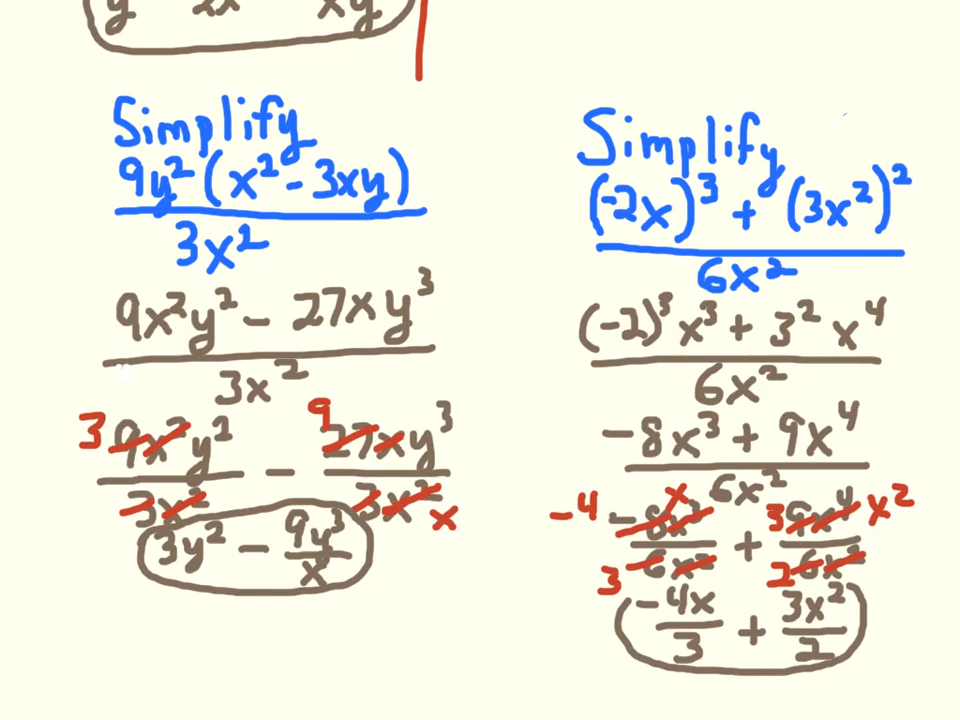 y 2x xy
Simplify
9y²(x² - 3xy)
3x²
9x²y² - 27xy³
3x²
3 9x²y² - 9 27xy³
3x² 3x² x
3y² - 9y³
x
Simplify
(-2x)³ + (3x²)²
6x²
(-2)³x³ + 3²x⁴
6x²
-8x³ + 9x⁴
6x²
-4 -8x³ x + 3 9x⁴ x²
3 6x² 2 6x²
-4x + 3x²
3 2